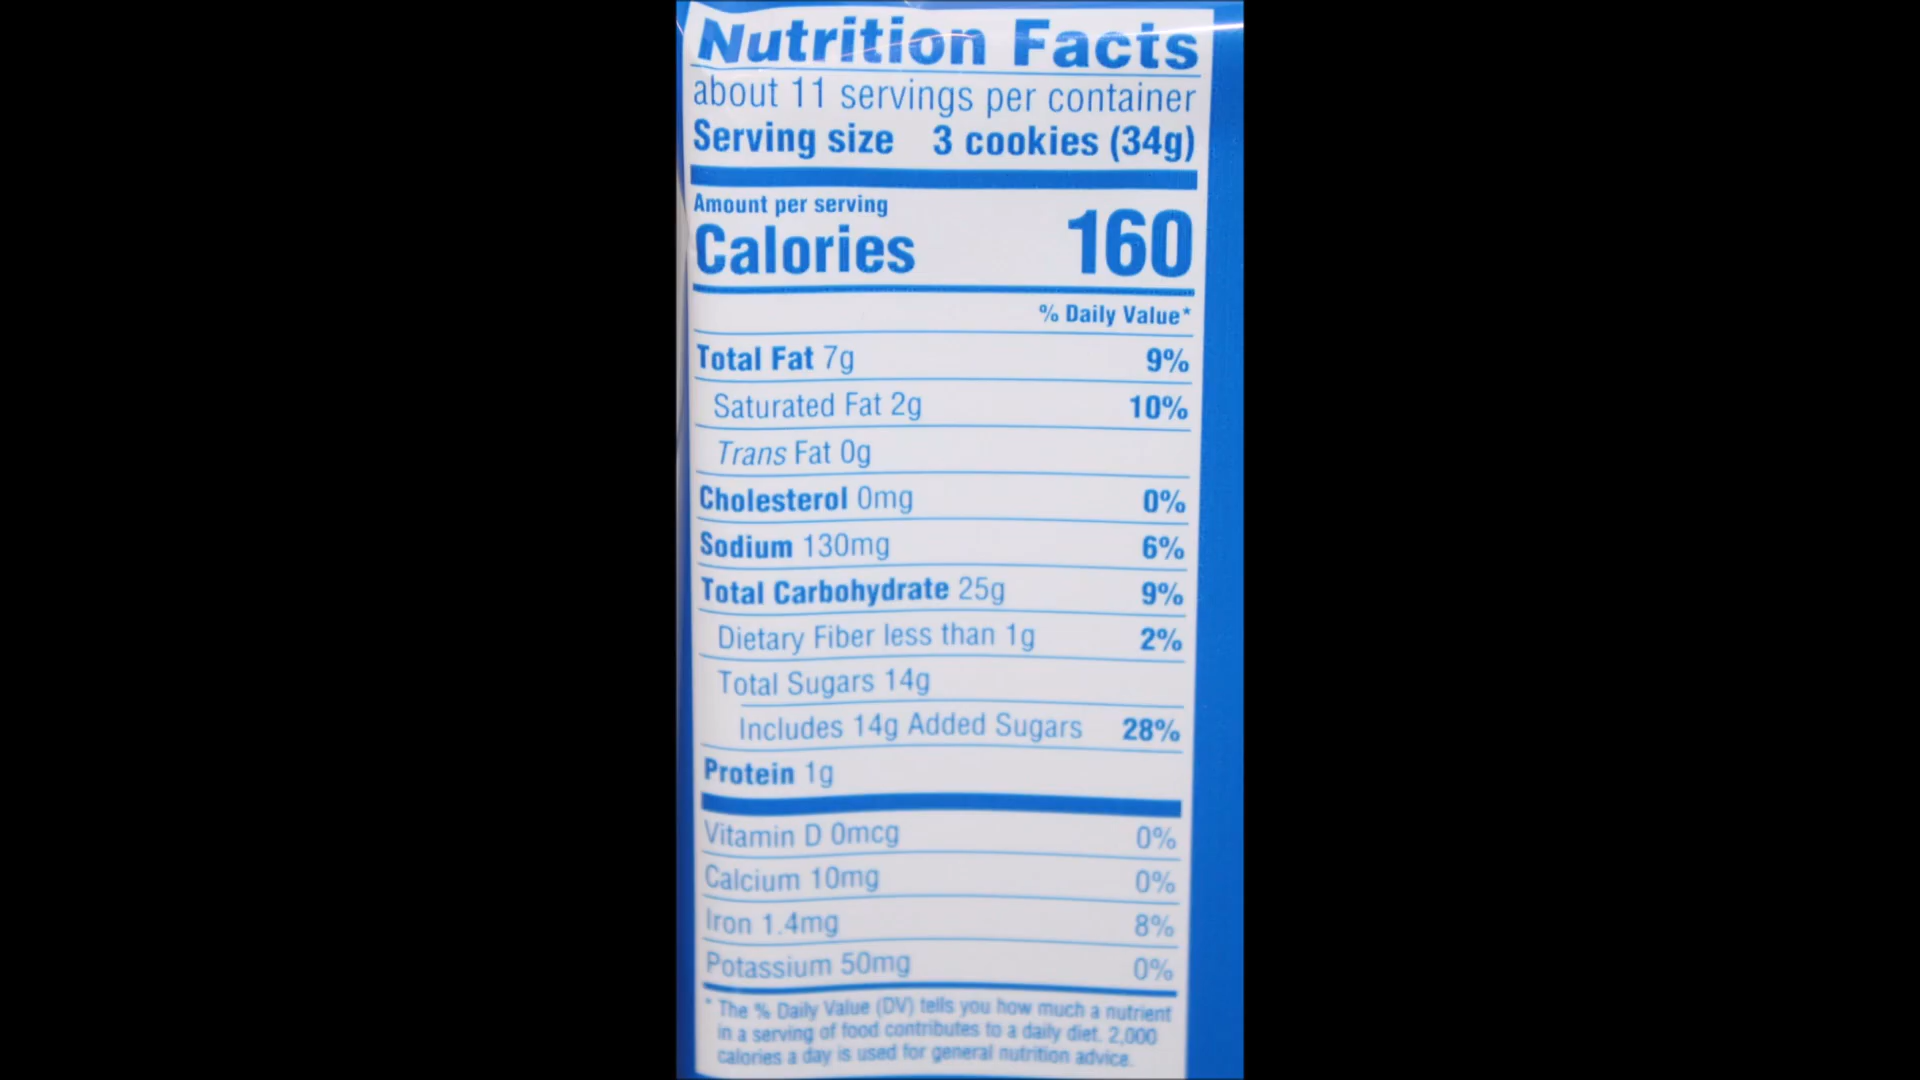 Nutrition Facts
about 11 servings per container
Serving size 3 cookies (34g)
Amount per serving
Calories 160
% Daily Value*
Total Fat 7g 9%
Saturated Fat 2g 10%
Trans Fat 0g
Cholesterol 0mg 0%
Sodium 130mg 6%
Total Carbohydrate 25g 9%
Dietary Fiber less than 1g 2%
Total Sugars 14g
Includes 14g Added Sugars 28%
Protein 1g
Vitamin D 0mcg 0%
Calcium 10mg 0%
Iron 1.4mg 8%
Potassium 50mg 0%
* The % Daily Value (DV) tells you how much a nutrient
in a serving of food contributes to a daily diet. 2,000
calories a day is used for general nutrition advice.